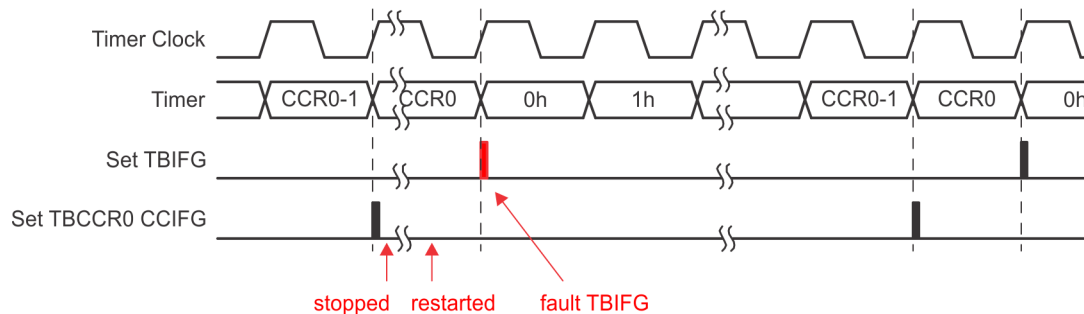 Timer Clock
Timer CCR0-1 CCR0 0h 1h CCR0-1 CCR0 0h
Set TBIFG
Set TBCCR0 CCIFG
stopped restarted fault TBIFG